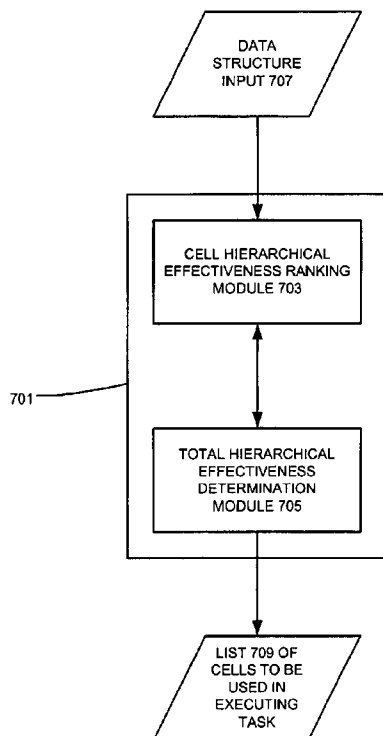 DATA
STRUCTURE
INPUT 707
CELL HIERARCHICAL
EFFECTIVENESS RANKING
MODULE 703
701
TOTAL HIERARCHICAL
EFFECTIVENESS
DETERMINATION
MODULE 705
LIST 709 OF
CELLS TO BE
USED IN
EXECUTING
TASK